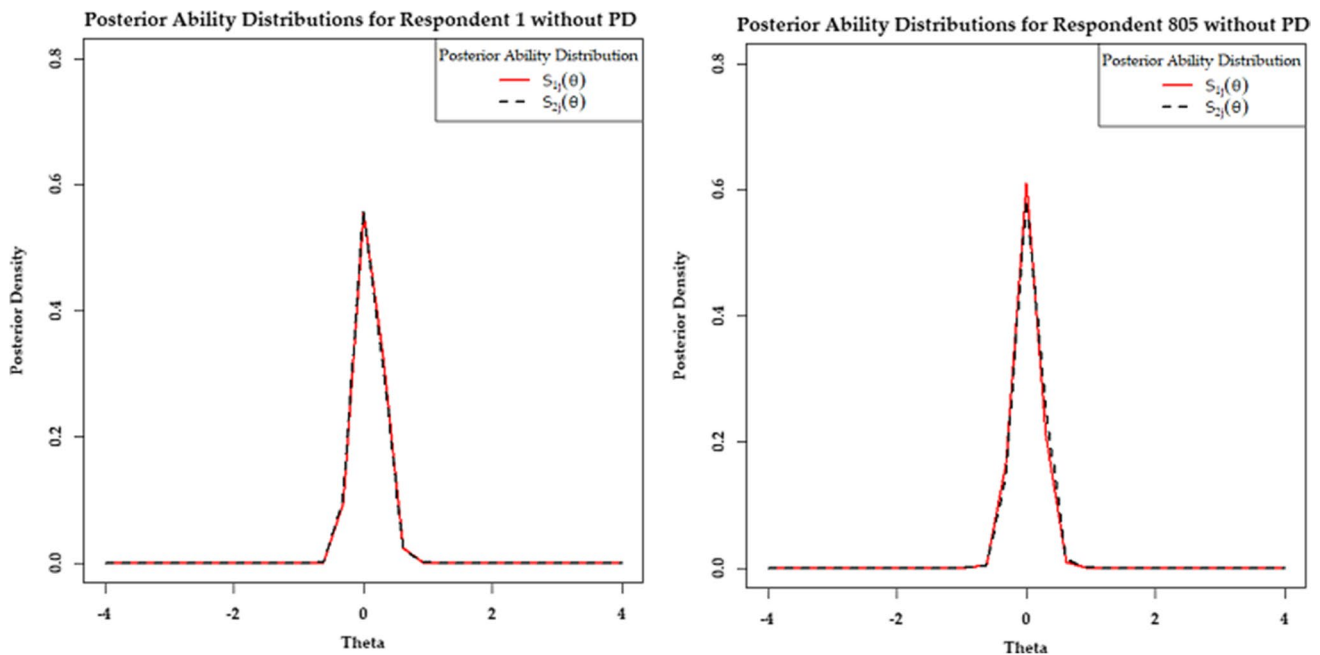 Posterior Ability Distributions for Respondent 1 without PD
Posterior Ability Distribution
S₁ⱼ(θ)
S₂ⱼ(θ)
0.8
0.6
0.4
0.2
0.0
Posterior Density
-4
-2
0
2
4
Theta
Posterior Ability Distributions for Respondent 805 without PD
Posterior Ability Distribution
S₁ⱼ(θ)
S₂ⱼ(θ)
0.8
0.6
0.4
0.2
0.0
Posterior Density
-4
-2
0
2
4
Theta